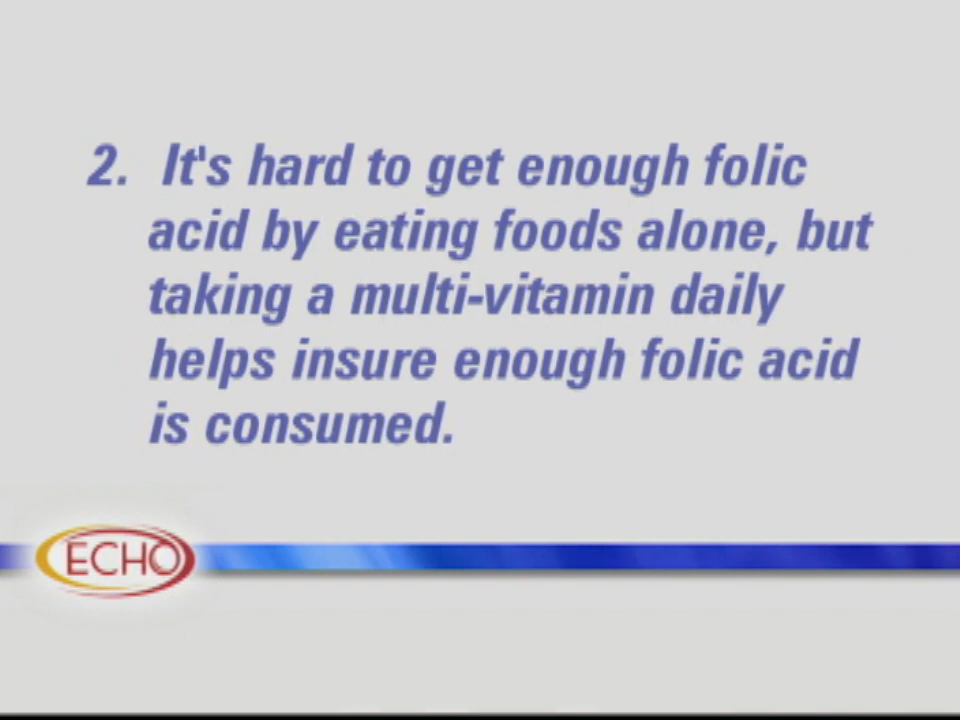 2. It's hard to get enough folic
acid by eating foods alone, but
taking a multi-vitamin daily
helps insure enough folic acid
is consumed.
ECHO